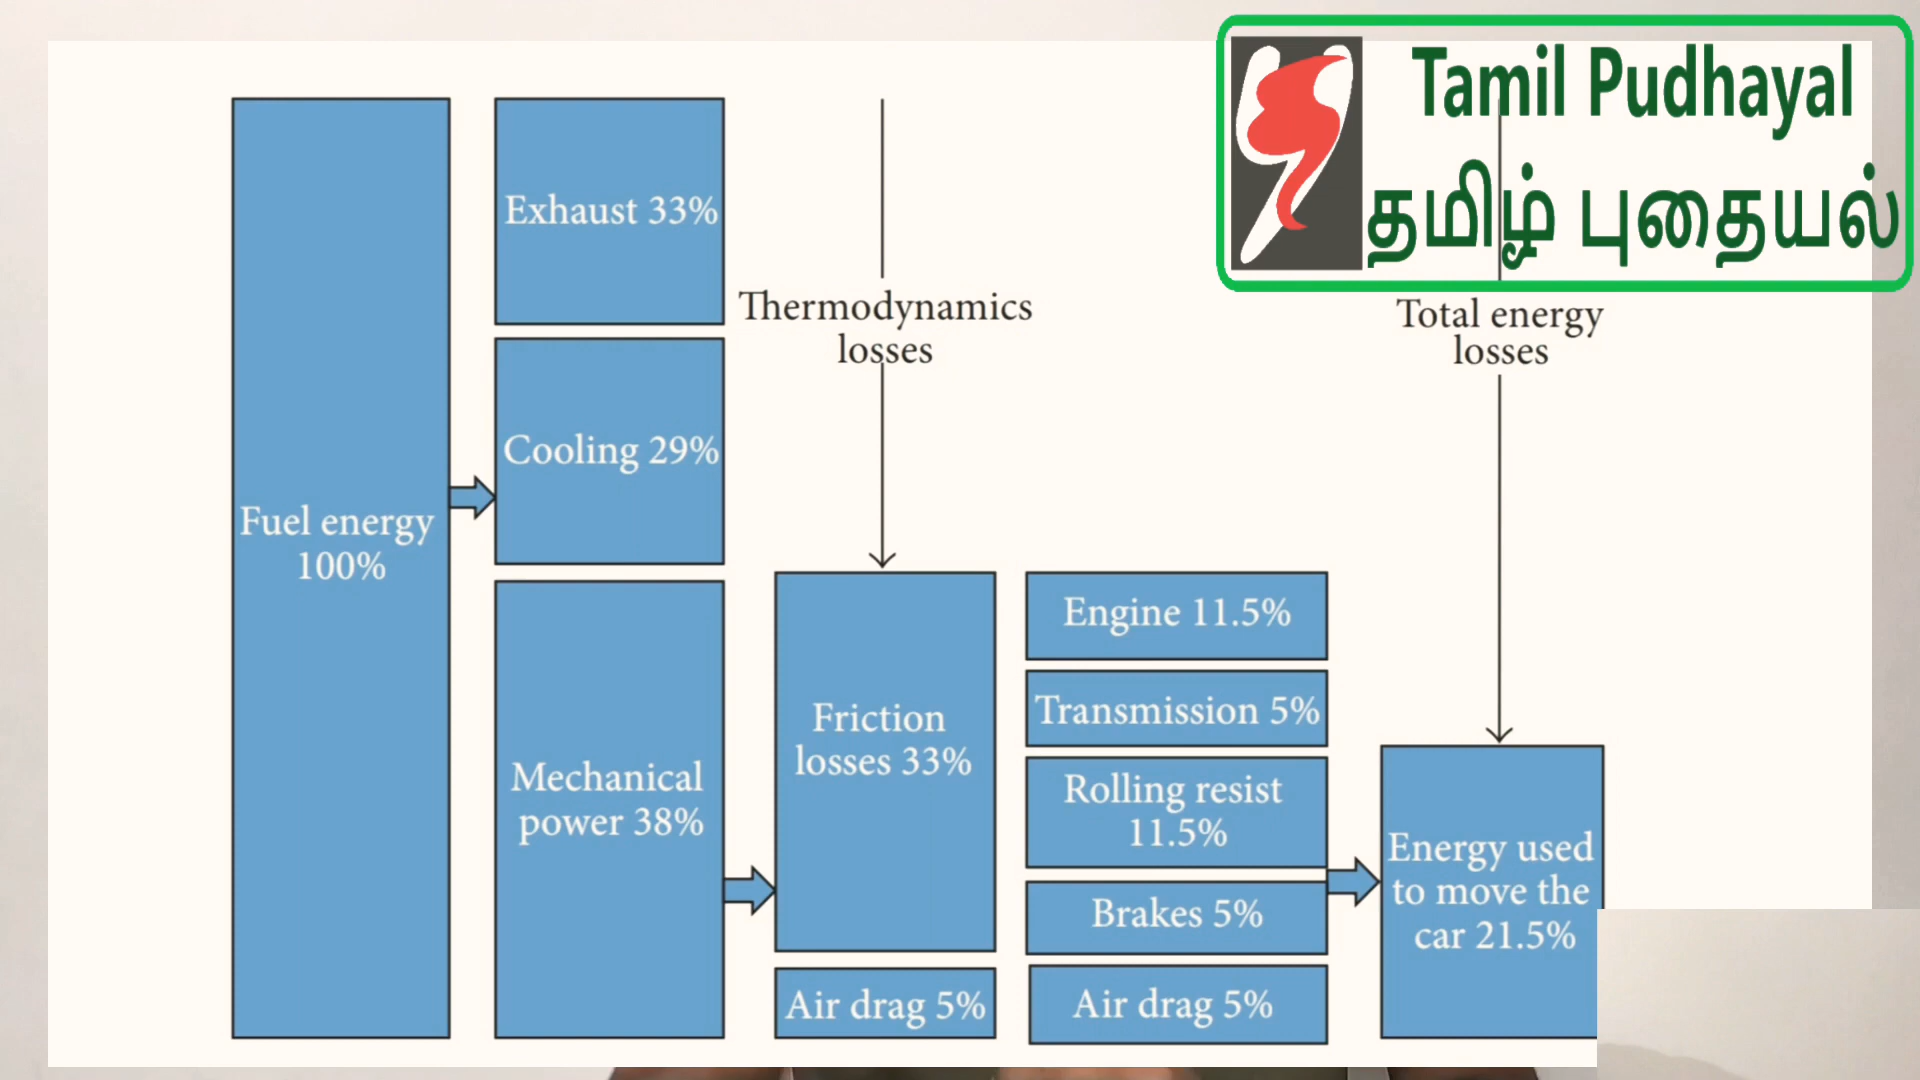 Tamil Pudhayal
தமிழ் புதையல்
Fuel energy
100%
Exhaust 33%
Cooling 29%
Mechanical
power 38%
Thermodynamics
losses
Friction
losses 33%
Air drag 5%
Engine 11.5%
Transmission 5%
Rolling resist
11.5%
Brakes 5%
Air drag 5%
Total energy
losses
Energy used
to move the
car 21.5%